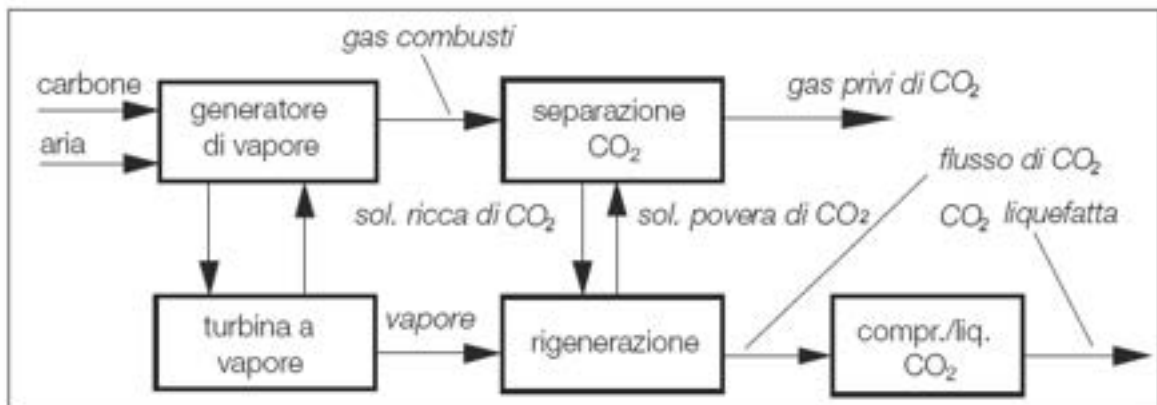 gas combusti
carbone
aria
generatore
di vapore
separazione
CO₂
gas privi di CO₂
flusso di CO₂
sol. ricca di CO₂
sol. povera di CO₂
CO₂ liquefatta
turbina a
vapore
vapore
rigenerazione
compr./liq.
CO₂